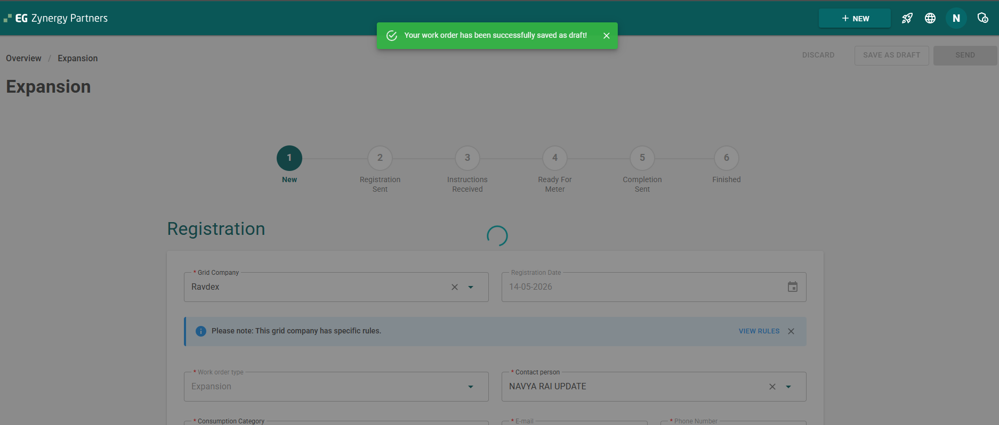 EG Zynergy Partners
+ NEW
N
Your work order has been successfully saved as draft!
Overview / Expansion
DISCARD
SAVE AS DRAFT
SEND
Expansion
1
2
3
4
5
6
New
Registration Sent
Instructions Received
Ready For Meter
Completion Sent
Finished
Registration
* Grid Company
Ravdex
Registration Date
14-05-2026
Please note: This grid company has specific rules.
VIEW RULES
* Work order type
Expansion
* Contact person
NAVYA RAI UPDATE
* Consumption Category
* E-mail
* Phone Number